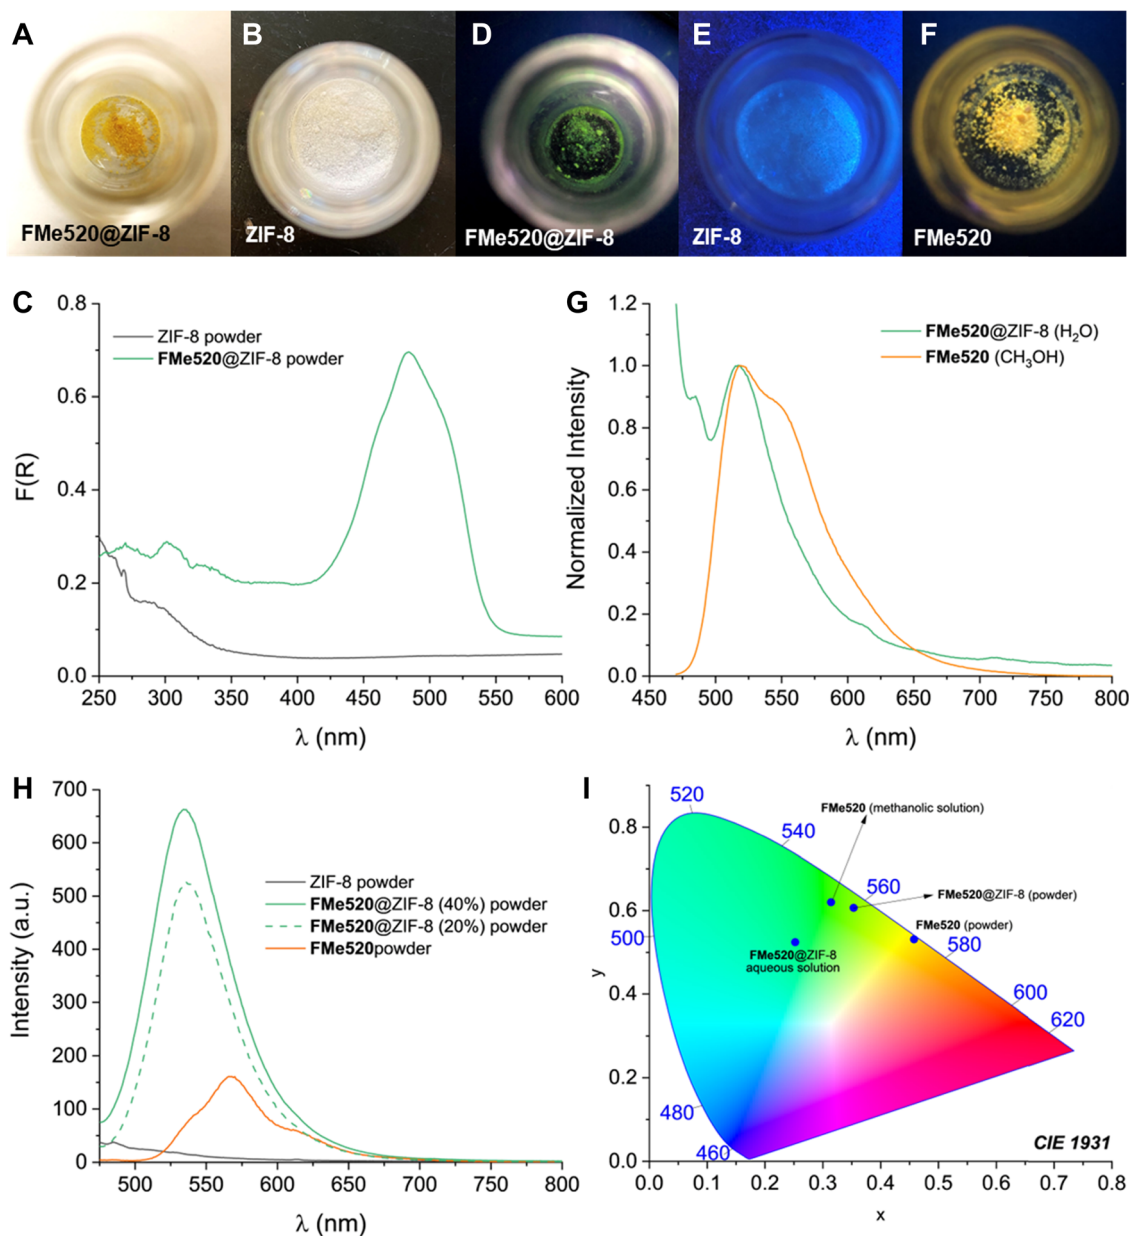 A
B
D
E
F
FMe520@ZIF-8
ZIF-8
FMe520@ZIF-8
ZIF-8
FMe520
C
0.8
0.6
0.4
0.2
0.0
F(R)
ZIF-8 powder
FMe520@ZIF-8 powder
250 300 350 400 450 500 550 600
λ (nm)
G
1.2
1.0
0.8
0.6
0.4
0.2
0.0
Normalized Intensity
FMe520@ZIF-8 (H₂O)
FMe520 (CH₃OH)
450 500 550 600 650 700 750 800
λ (nm)
H
700
600
500
400
300
200
100
0
Intensity (a.u.)
ZIF-8 powder
FMe520@ZIF-8 (40%) powder
FMe520@ZIF-8 (20%) powder
FMe520powder
500 550 600 650 700 750 800
λ (nm)
I
y
0.8
0.6
0.4
0.2
0.0
520
540
560
580
600
620
500
480
460
FMe520 (methanolic solution)
FMe520@ZIF-8 (powder)
FMe520 (powder)
FMe520@ZIF-8
aqueous solution
CIE 1931
0.0 0.1 0.2 0.3 0.4 0.5 0.6 0.7 0.8
x